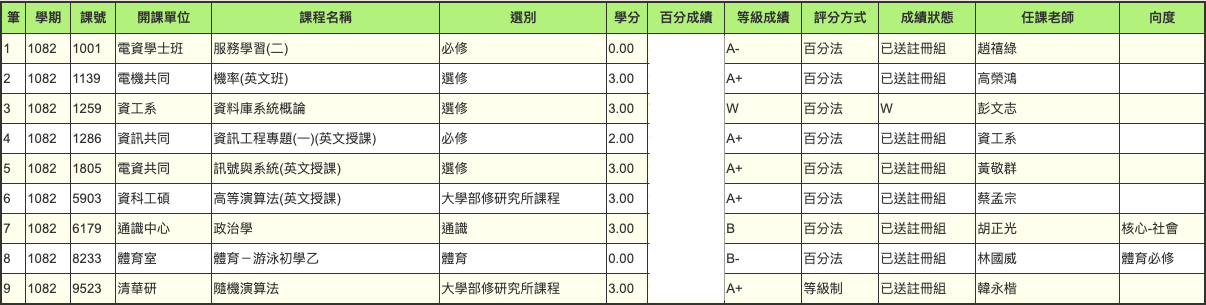 筆 學期 課號 開課單位 課程名稱 選別 學分 百分成績 等級成績 評分方式 成績狀態 任課老師 向度
1 1082 1001 電資學士班 服務學習(二) 必修 0.00 A- 百分法 已送註冊組 趙禧綠
2 1082 1139 電機共同 機率(英文班) 選修 3.00 A+ 百分法 已送註冊組 高榮鴻
3 1082 1259 資工系 資料庫系統概論 選修 3.00 W 百分法 W 彭文志
4 1082 1286 資訊共同 資訊工程專題(一)(英文授課) 必修 2.00 A+ 百分法 已送註冊組 資工系
5 1082 1805 電資共同 訊號與系統(英文授課) 選修 3.00 A+ 百分法 已送註冊組 黃敬群
6 1082 5903 資科工碩 高等演算法(英文授課) 大學部修研究所課程 3.00 A+ 百分法 已送註冊組 蔡孟宗
7 1082 6179 通識中心 政治學 通識 3.00 B 百分法 已送註冊組 胡正光 核心-社會
8 1082 8233 體育室 體育－游泳初學乙 體育 0.00 B- 百分法 已送註冊組 林國威 體育必修
9 1082 9523 清華研 隨機演算法 大學部修研究所課程 3.00 A+ 等級制 已送註冊組 韓永楷